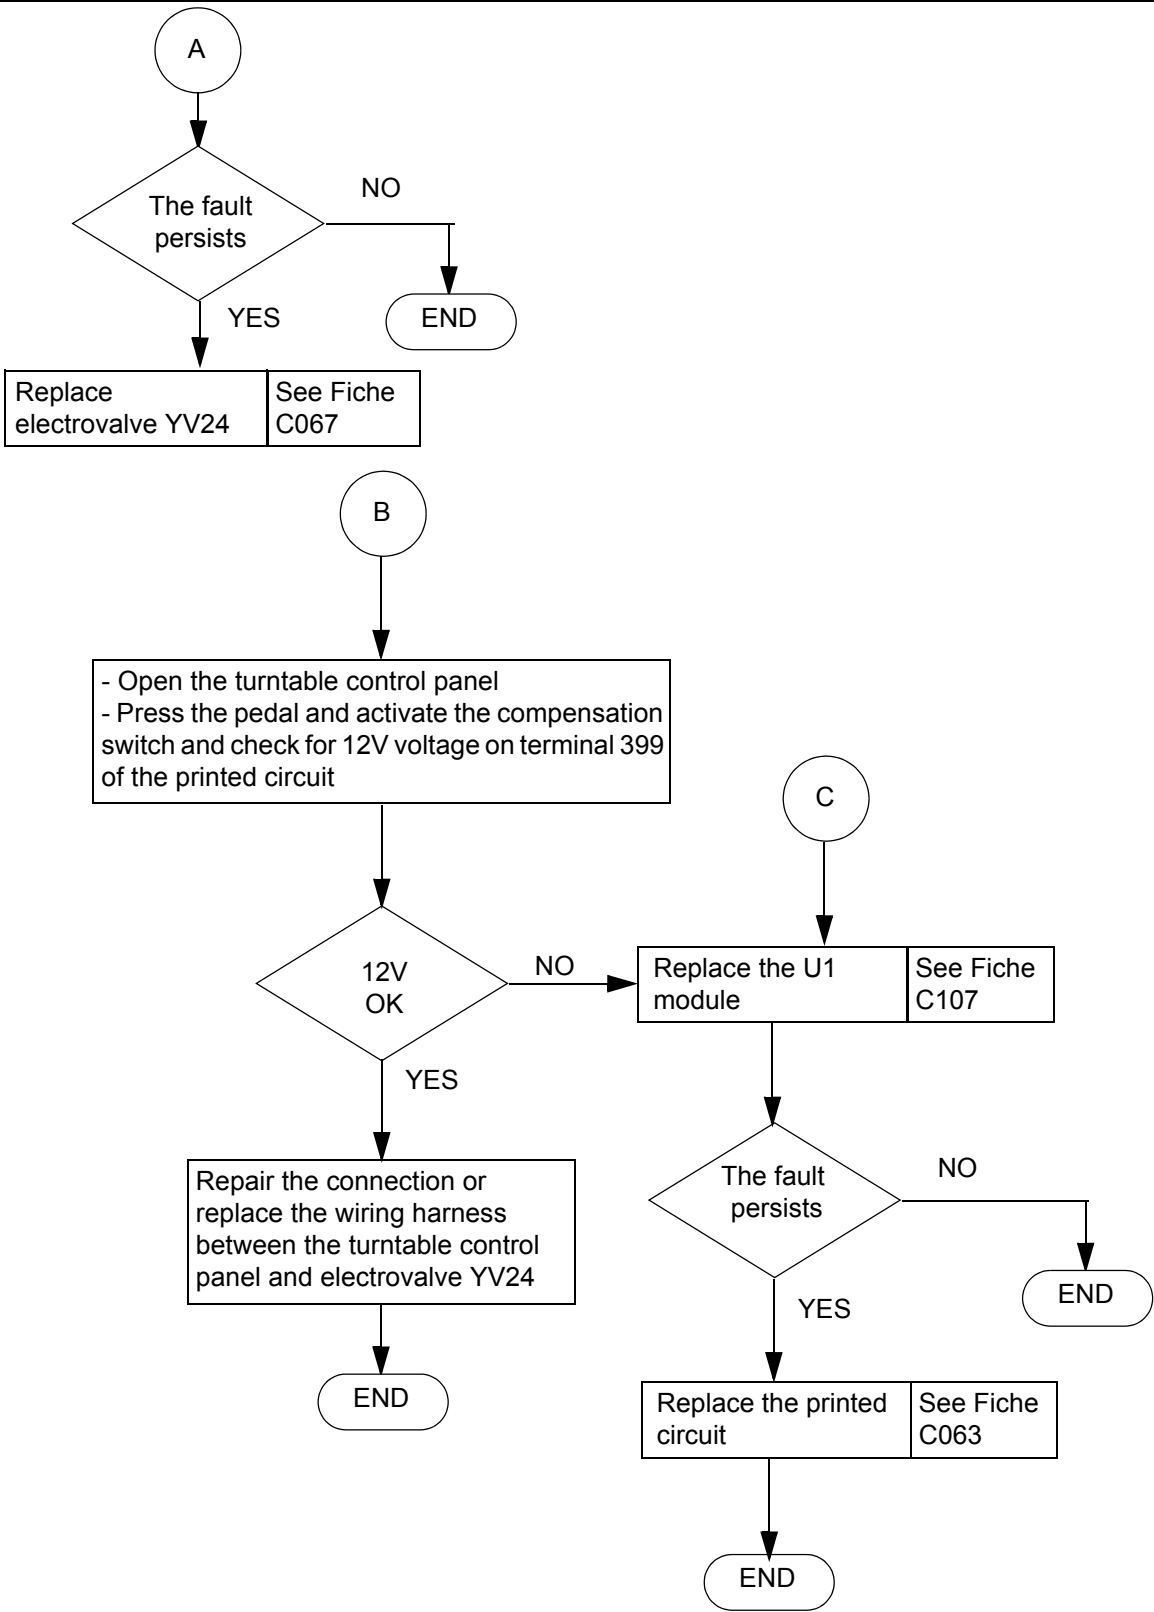 A
The fault
persists
NO
YES
END
Replace
electrovalve YV24
See Fiche
C067
B
- Open the turntable control panel
- Press the pedal and activate the compensation
switch and check for 12V voltage on terminal 399
of the printed circuit
C
12V
OK
NO
YES
Replace the U1
module
See Fiche
C107
Repair the connection or
replace the wiring harness
between the turntable control
panel and electrovalve YV24
END
The fault
persists
NO
YES
END
Replace the printed
circuit
See Fiche
C063
END